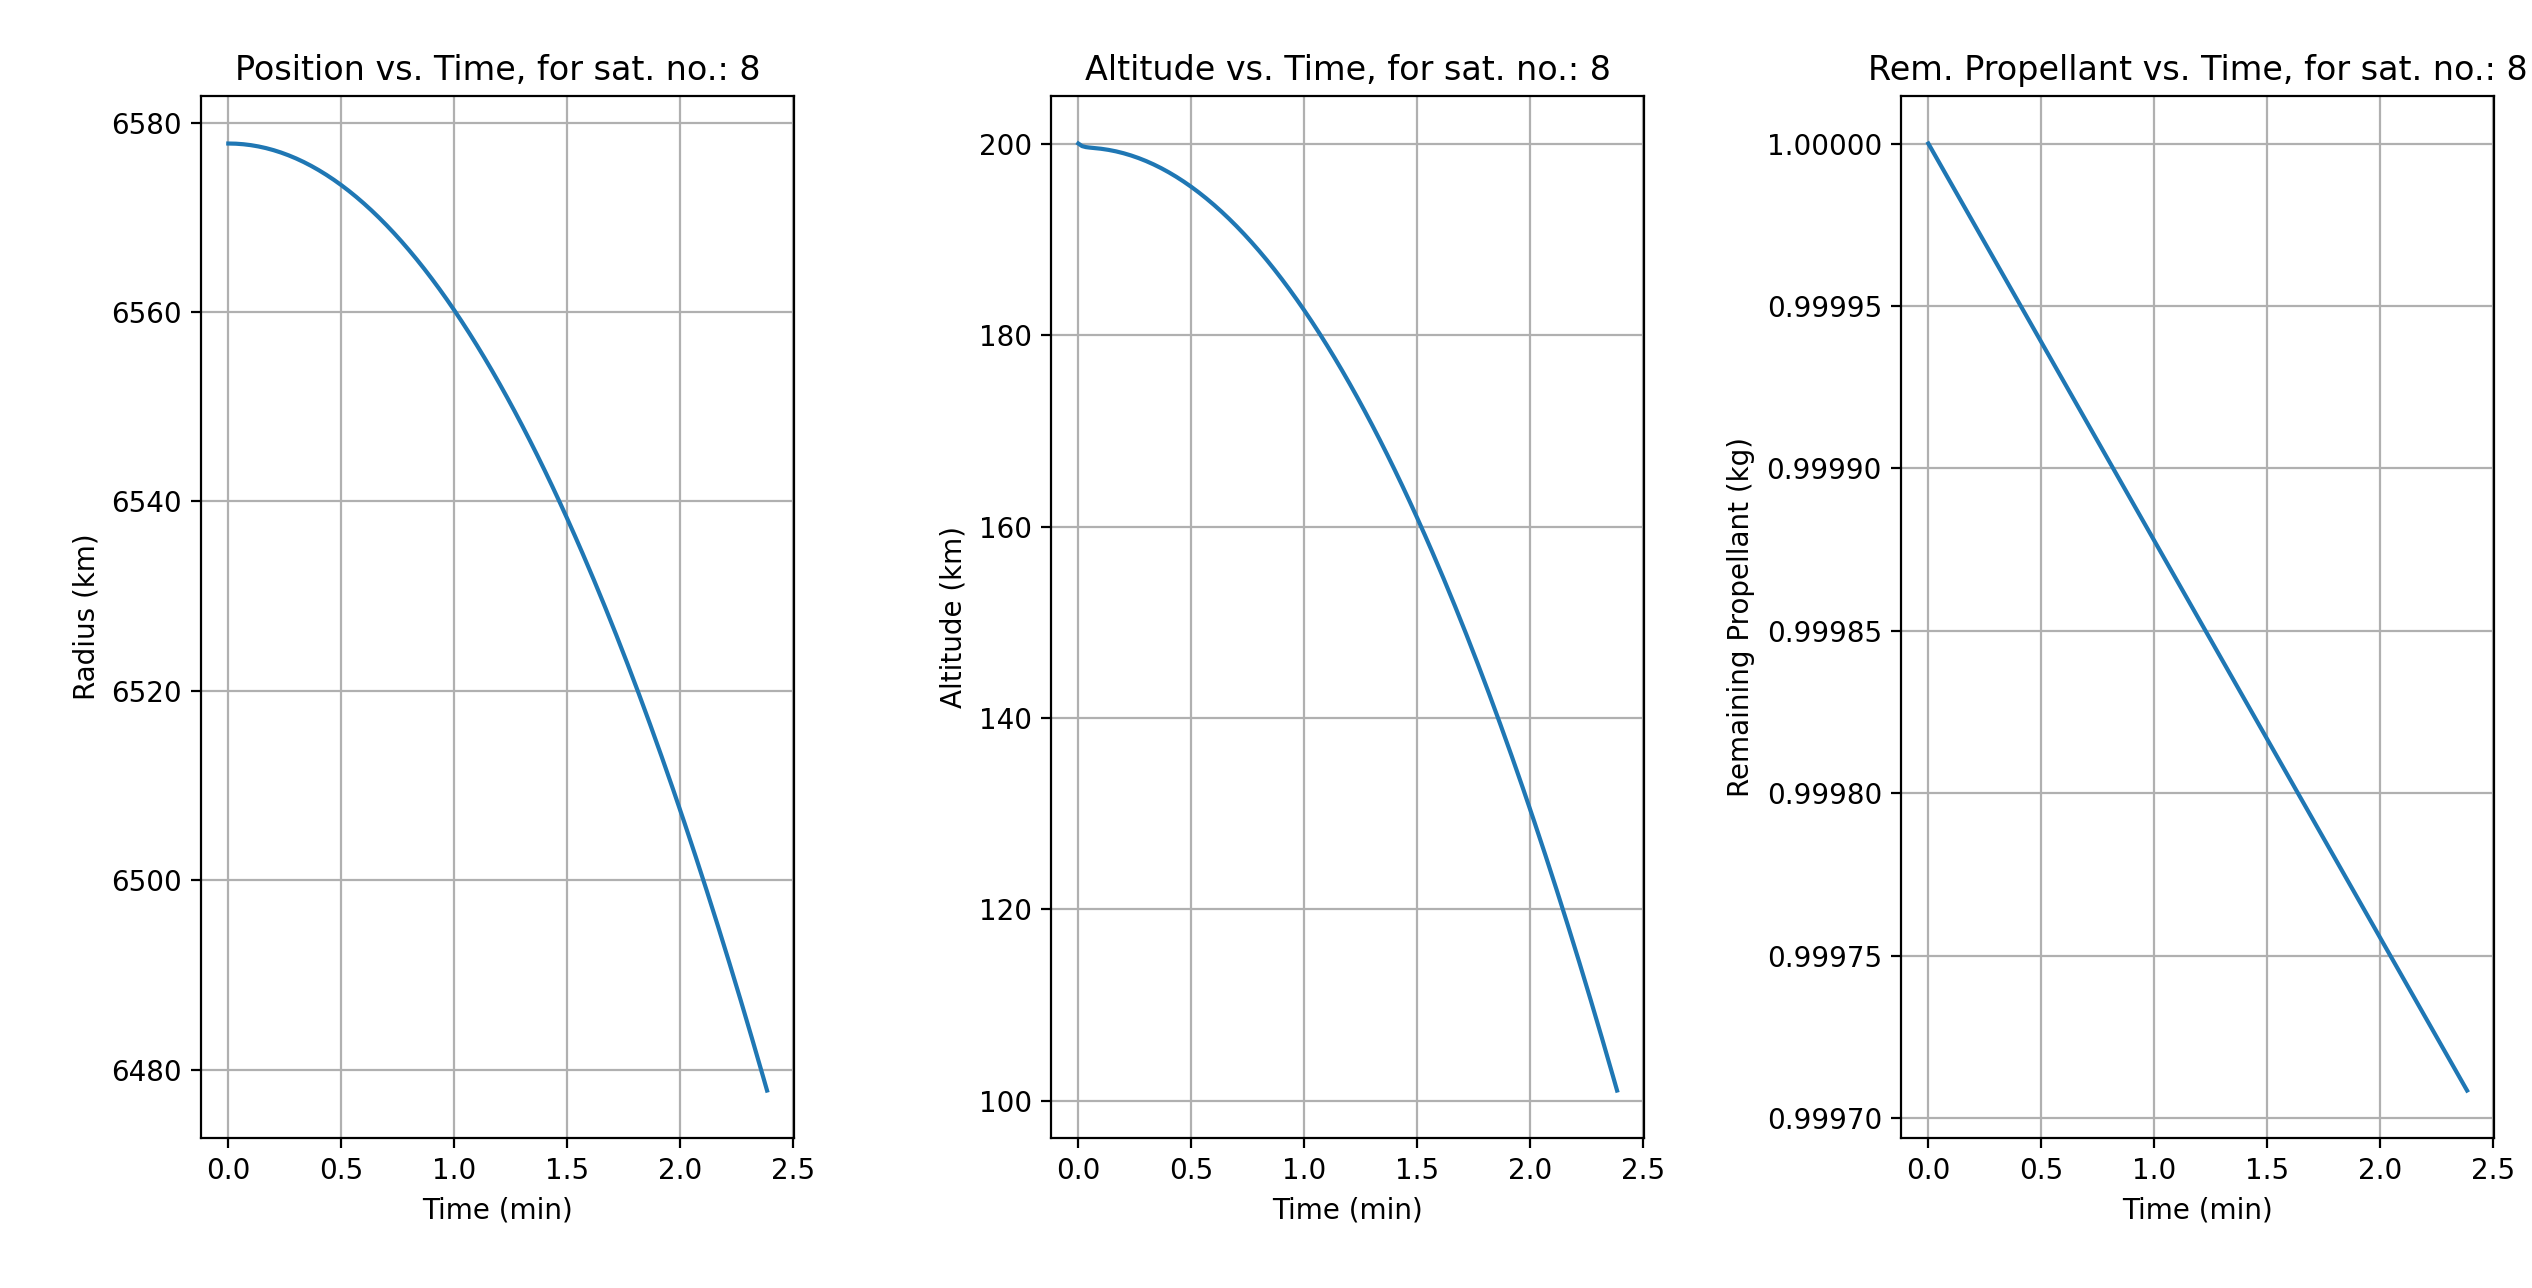 Position vs. Time, for sat. no.: 8
6580
6560
6540
6520
6500
6480
Radius (km)
0.0 0.5 1.0 1.5 2.0 2.5
Time (min)
Altitude vs. Time, for sat. no.: 8
200
180
160
140
120
100
Altitude (km)
0.0 0.5 1.0 1.5 2.0 2.5
Time (min)
Rem. Propellant vs. Time, for sat. no.: 8
1.00000
0.99995
0.99990
0.99985
0.99980
0.99975
0.99970
Remaining Propellant (kg)
0.0 0.5 1.0 1.5 2.0 2.5
Time (min)